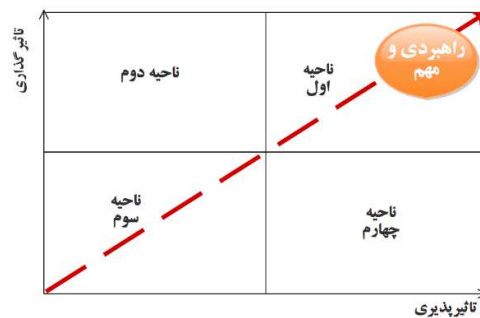 تاثیرگذاری
ناحیه دوم
ناحیه
اول
راهبردی و
مهم
ناحیه
سوم
ناحیه
چهارم
تاثیرپذیری